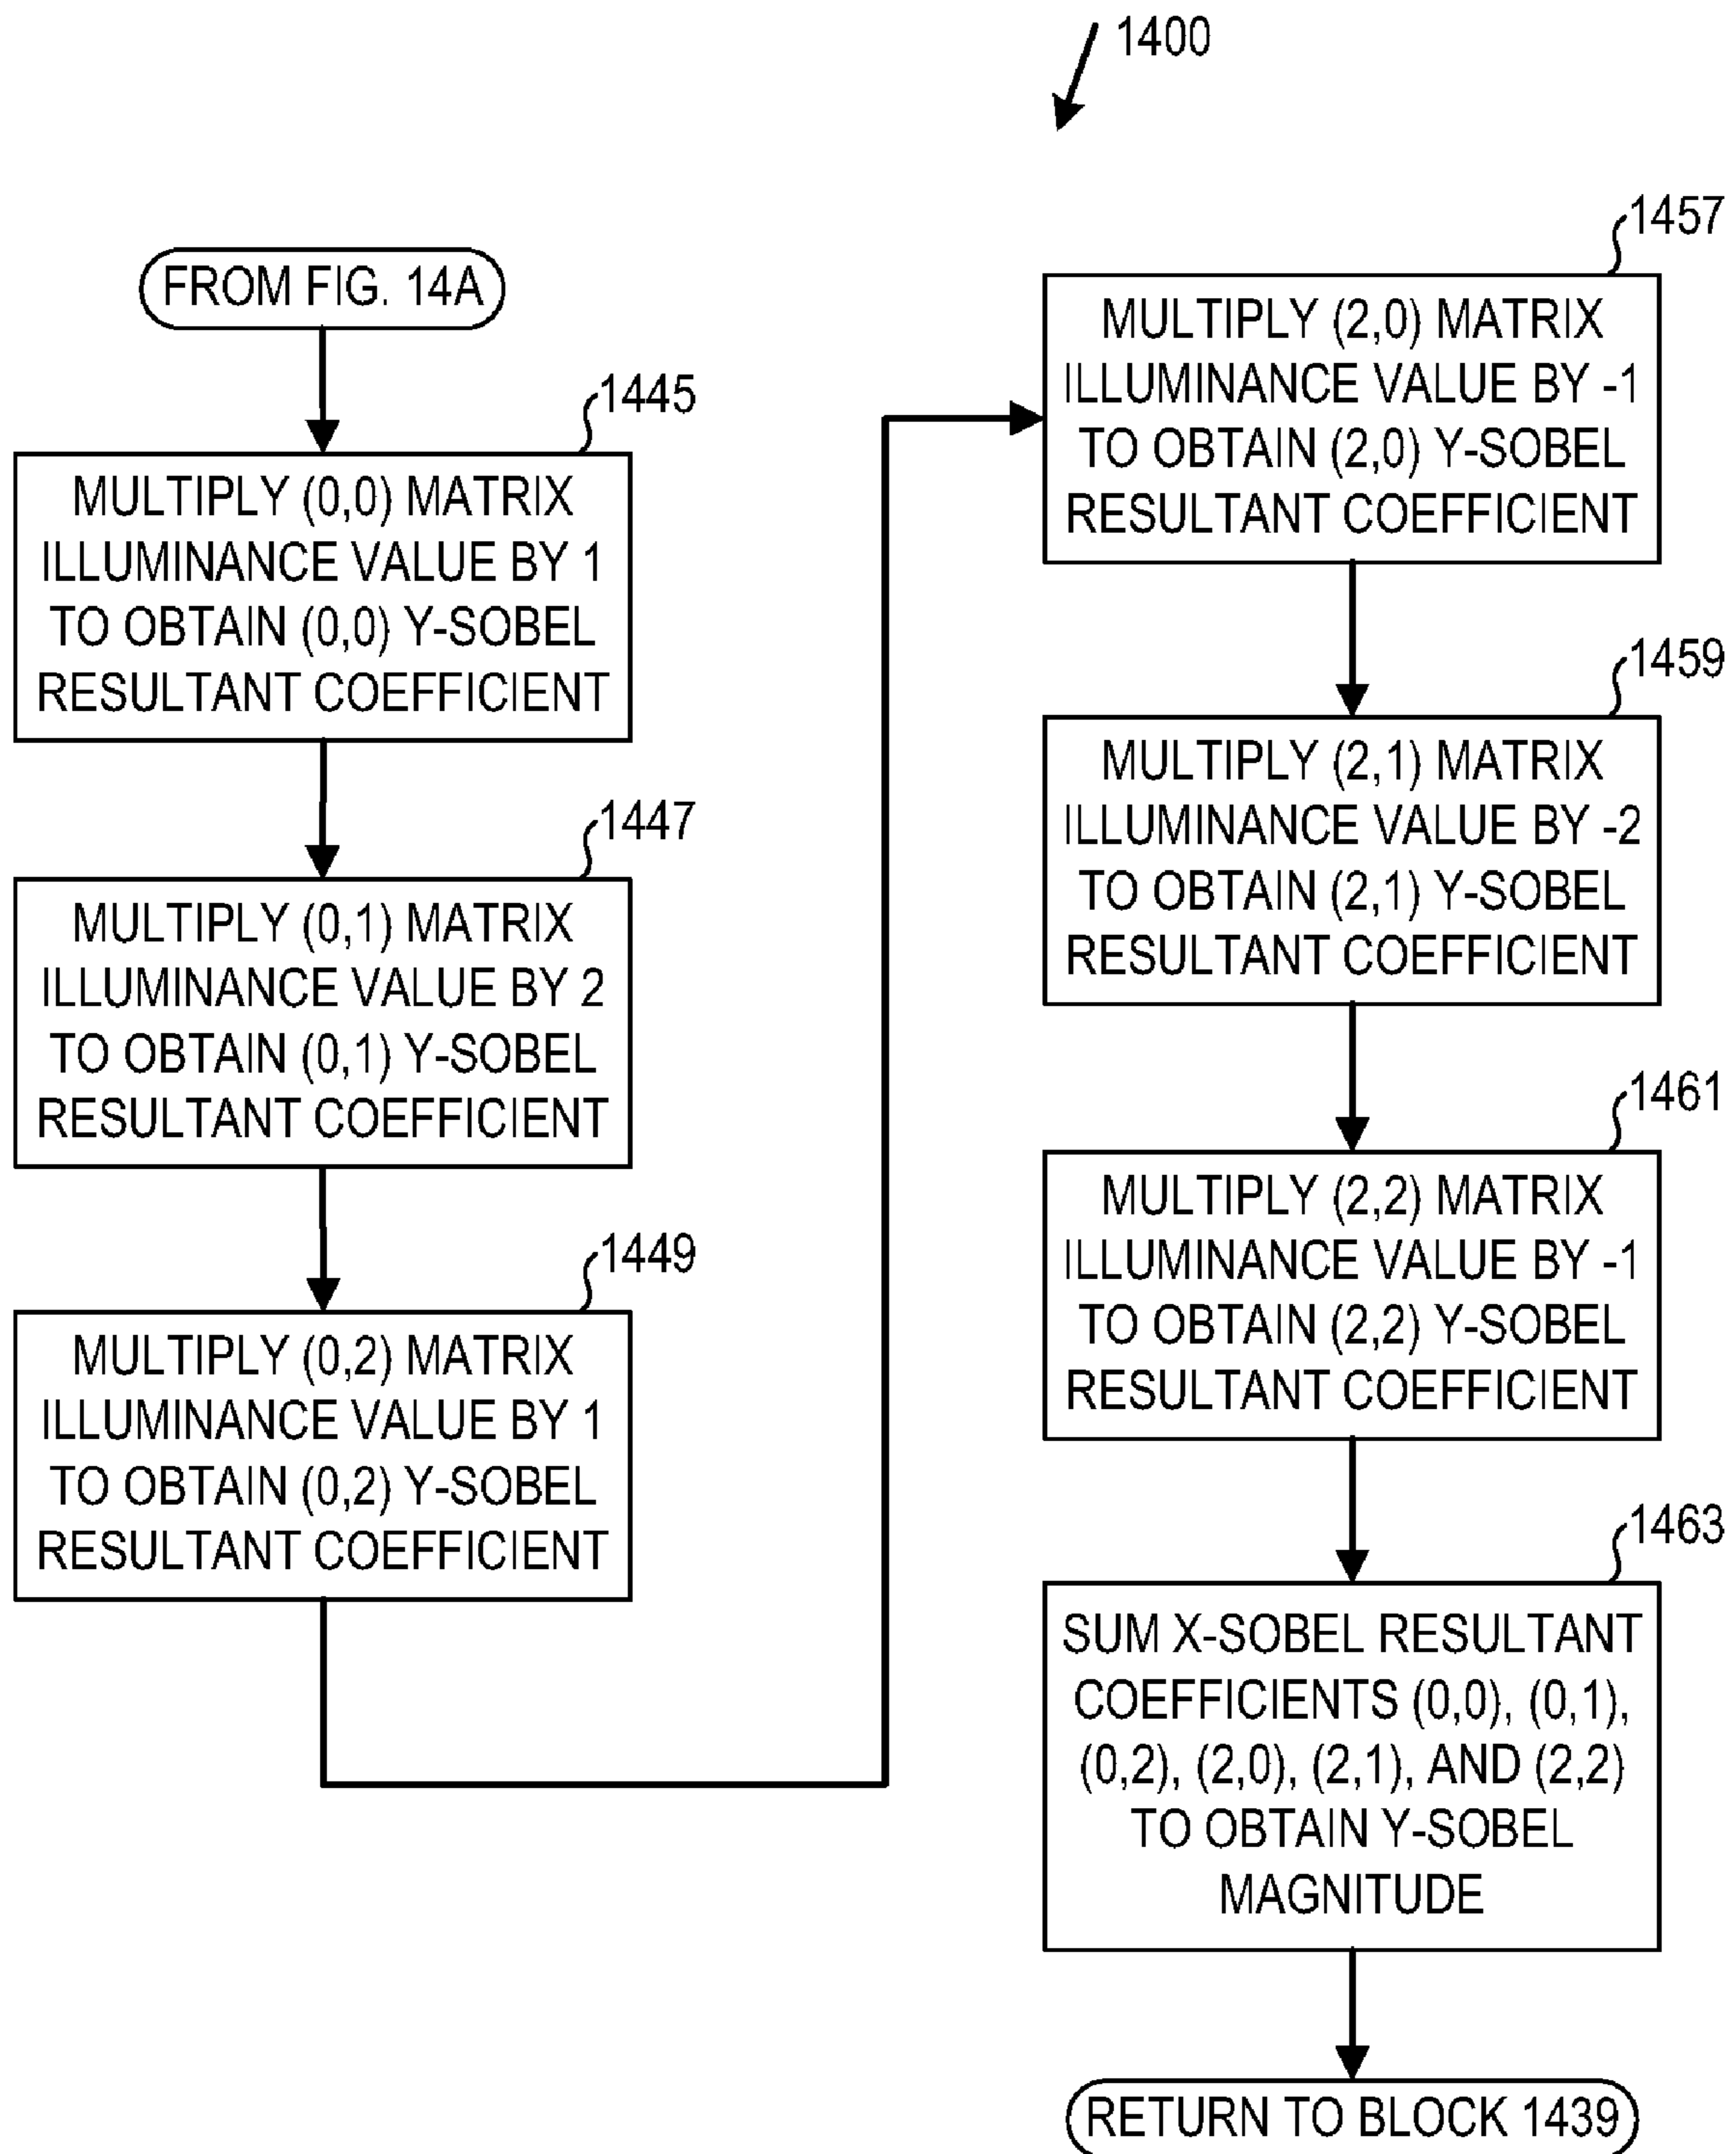 1400
FROM FIG. 14A
1445
MULTIPLY (0,0) MATRIX
ILLUMINANCE VALUE BY 1
TO OBTAIN (0,0) Y-SOBEL
RESULTANT COEFFICIENT
1447
MULTIPLY (0,1) MATRIX
ILLUMINANCE VALUE BY 2
TO OBTAIN (0,1) Y-SOBEL
RESULTANT COEFFICIENT
1449
MULTIPLY (0,2) MATRIX
ILLUMINANCE VALUE BY 1
TO OBTAIN (0,2) Y-SOBEL
RESULTANT COEFFICIENT
1457
MULTIPLY (2,0) MATRIX
ILLUMINANCE VALUE BY -1
TO OBTAIN (2,0) Y-SOBEL
RESULTANT COEFFICIENT
1459
MULTIPLY (2,1) MATRIX
ILLUMINANCE VALUE BY -2
TO OBTAIN (2,1) Y-SOBEL
RESULTANT COEFFICIENT
1461
MULTIPLY (2,2) MATRIX
ILLUMINANCE VALUE BY -1
TO OBTAIN (2,2) Y-SOBEL
RESULTANT COEFFICIENT
1463
SUM X-SOBEL RESULTANT
COEFFICIENTS (0,0), (0,1),
(0,2), (2,0), (2,1), AND (2,2)
TO OBTAIN Y-SOBEL
MAGNITUDE
RETURN TO BLOCK 1439